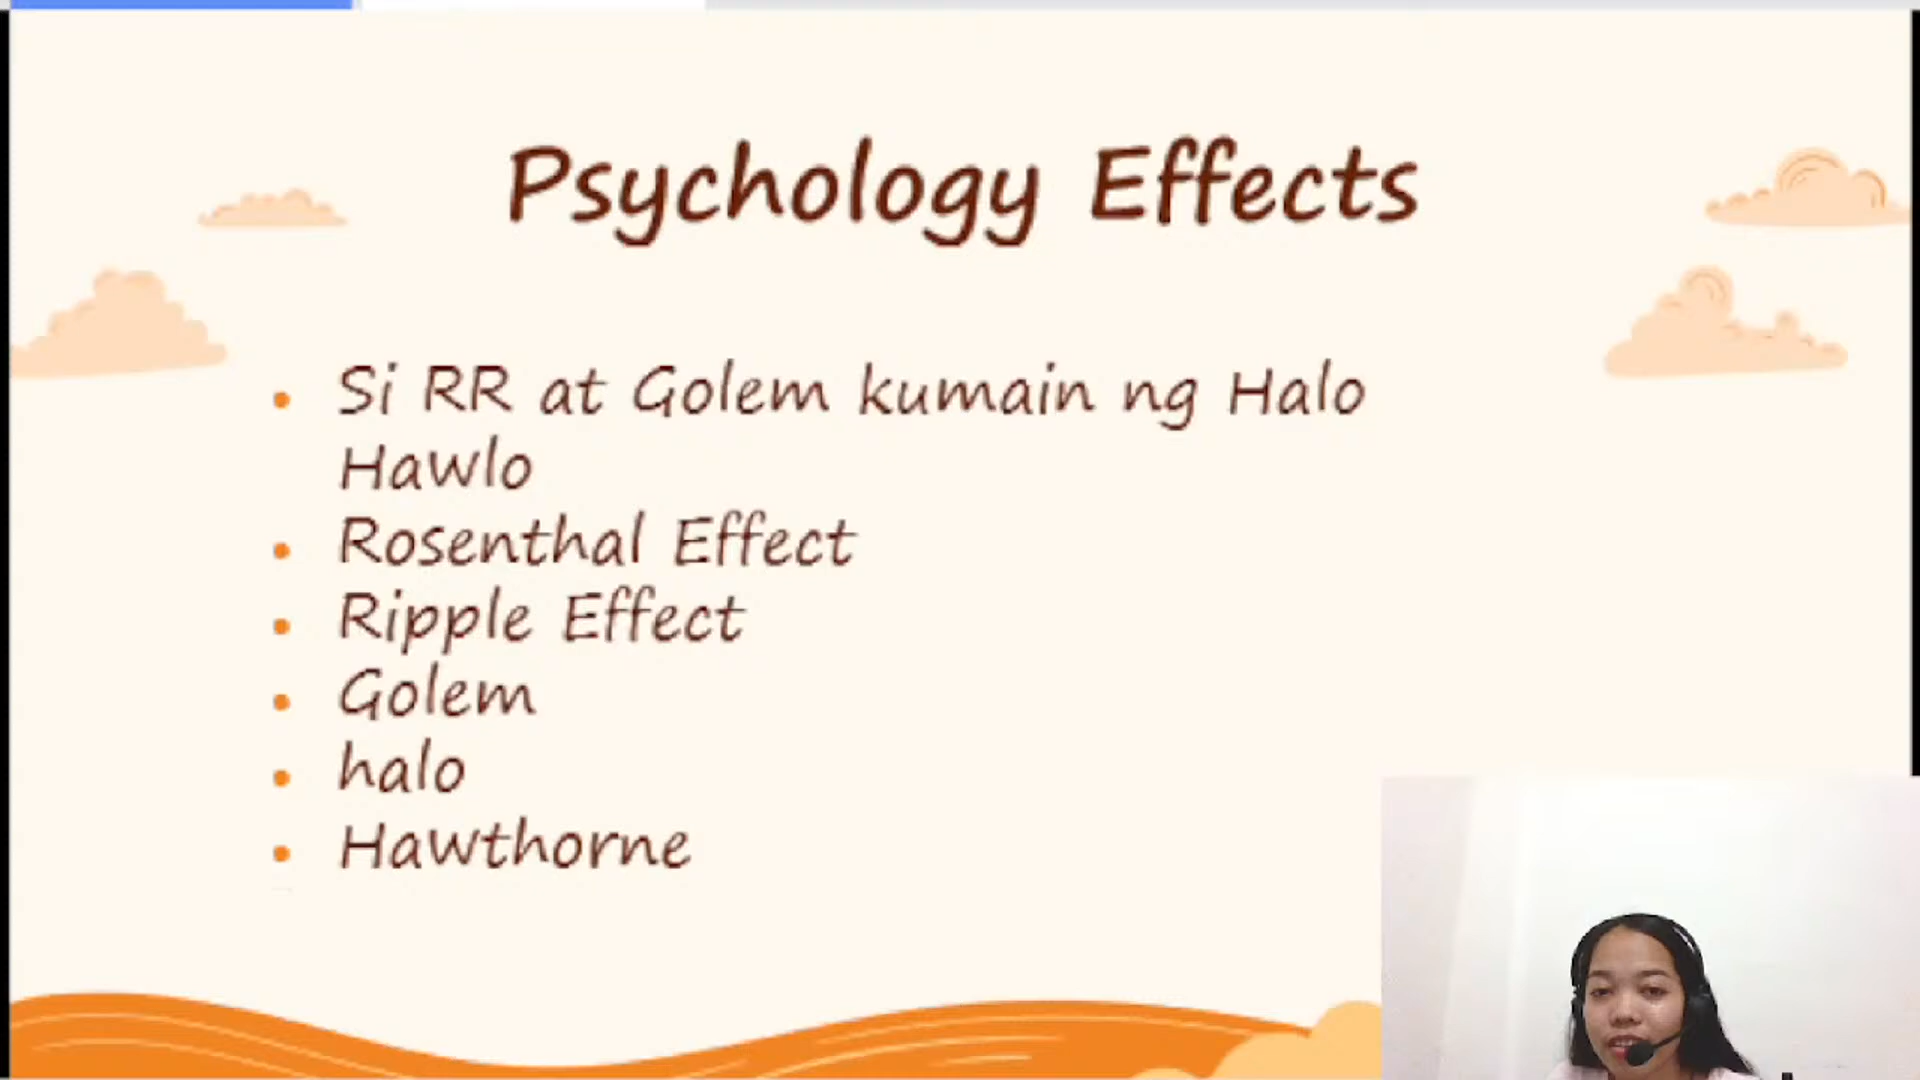 Psychology Effects
Si RR at Golem kumain ng Halo
Hawlo
Rosenthal Effect
Ripple Effect
Golem
halo
Hawthorne